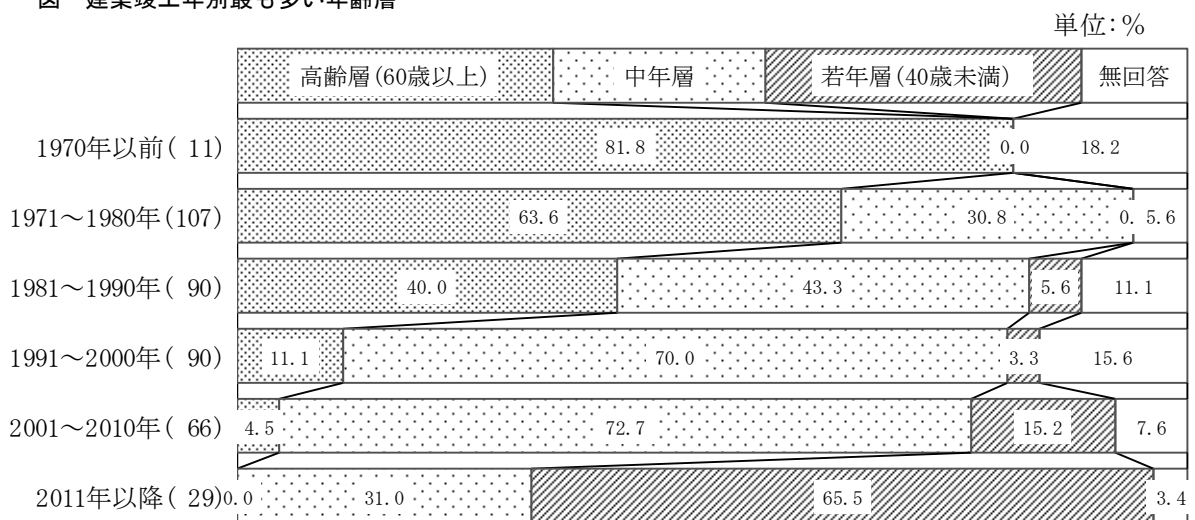 図　建築竣工年別最も多い年齢層
単位：％
高齢層(60歳以上) 中年層 若年層(40歳未満) 無回答
1970年以前( 11) 81.8 0.0 18.2
1971～1980年(107) 63.6 30.8 0. 5.6
1981～1990年( 90) 40.0 43.3 5.6 11.1
1991～2000年( 90) 11.1 70.0 3.3 15.6
2001～2010年( 66) 4.5 72.7 15.2 7.6
2011年以降( 29) 0.0 31.0 65.5 3.4